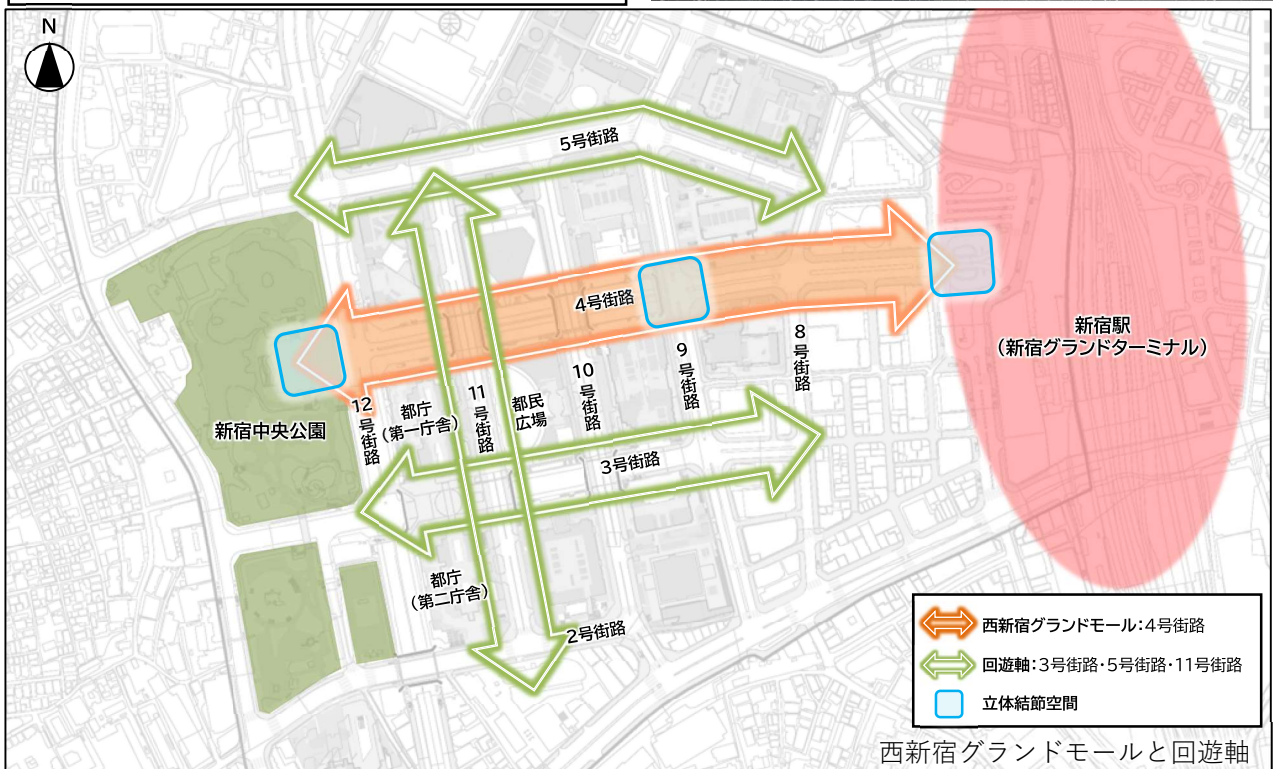 N
5号街路
4号街路
新宿駅
(新宿グランドターミナル)
8号街路
9号街路
10号街路
11号街路
12号街路
都民
広場
都庁
(第一庁舎)
新宿中央公園
3号街路
都庁
(第二庁舎)
2号街路
西新宿グランドモール:4号街路
回遊軸:3号街路・5号街路・11号街路
立体結節空間
西新宿グランドモールと回遊軸